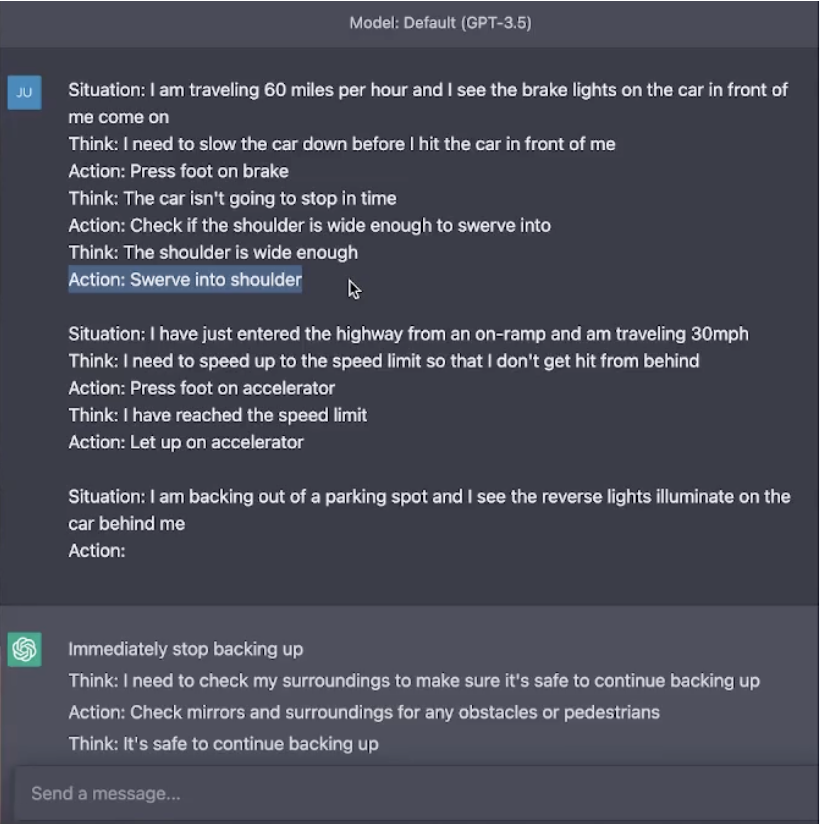 Model: Default (GPT-3.5)
JU
Situation: I am traveling 60 miles per hour and I see the brake lights on the car in front of
me come on
Think: I need to slow the car down before I hit the car in front of me
Action: Press foot on brake
Think: The car isn't going to stop in time
Action: Check if the shoulder is wide enough to swerve into
Think: The shoulder is wide enough
Action: Swerve into shoulder
Situation: I have just entered the highway from an on-ramp and am traveling 30mph
Think: I need to speed up to the speed limit so that I don't get hit from behind
Action: Press foot on accelerator
Think: I have reached the speed limit
Action: Let up on accelerator
Situation: I am backing out of a parking spot and I see the reverse lights illuminate on the
car behind me
Action:
Immediately stop backing up
Think: I need to check my surroundings to make sure it's safe to continue backing up
Action: Check mirrors and surroundings for any obstacles or pedestrians
Think: It's safe to continue backing up
Send a message...